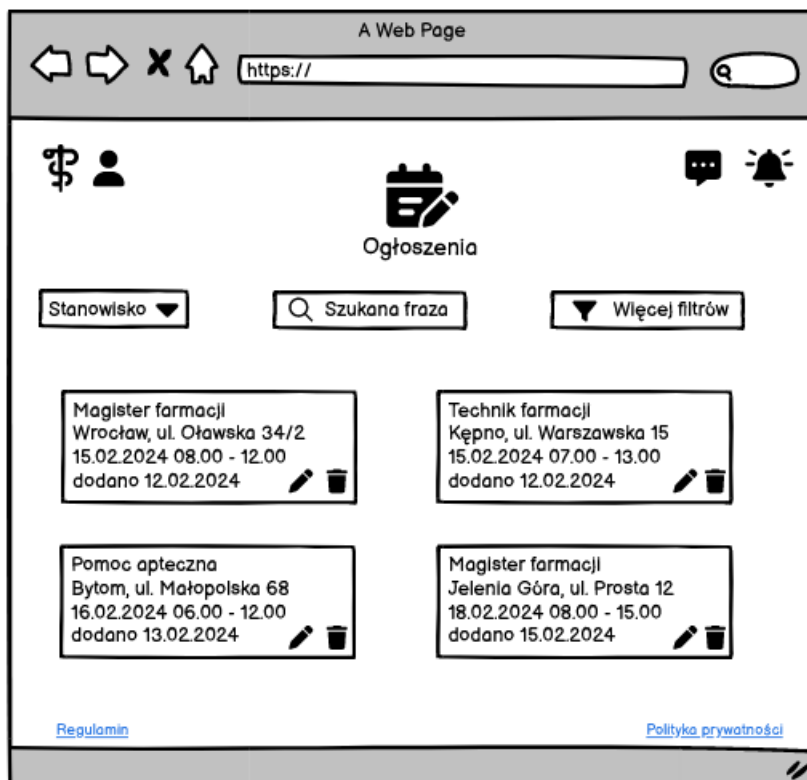 A Web Page
https://
Ogłoszenia
Stanowisko
Szukana fraza
Więcej filtrów
Magister farmacji
Wrocław, ul. Oławska 34/2
15.02.2024 08.00 - 12.00
dodano 12.02.2024
Technik farmacji
Kępno, ul. Warszawska 15
15.02.2024 07.00 - 13.00
dodano 12.02.2024
Pomoc apteczna
Bytom, ul. Małopolska 68
16.02.2024 06.00 - 12.00
dodano 13.02.2024
Magister farmacji
Jelenia Góra, ul. Prosta 12
18.02.2024 08.00 - 15.00
dodano 15.02.2024
Regulamin
Polityka prywatności